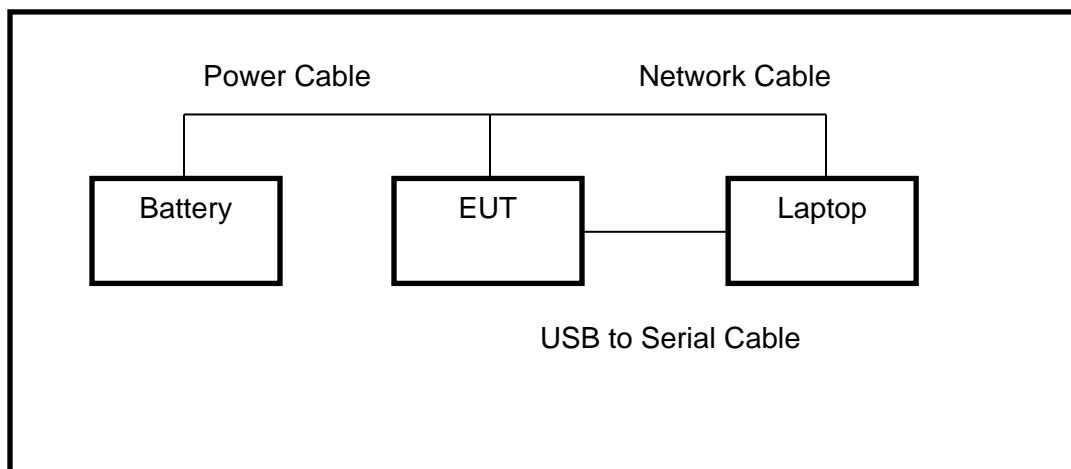 Power Cable
Network Cable
Battery
EUT
Laptop
USB to Serial Cable